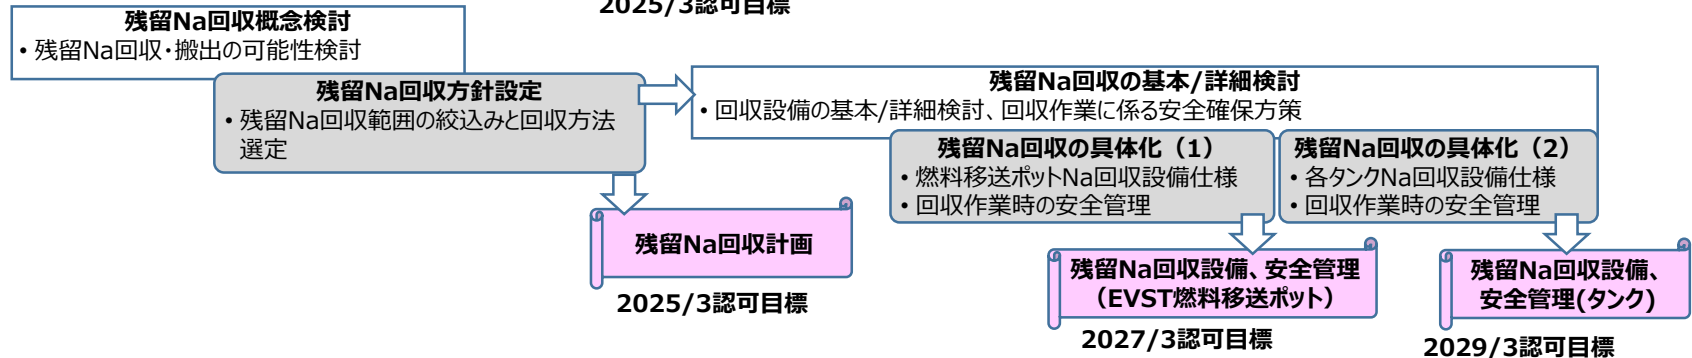 2025/3認可目標
残留Na回収概念検討
• 残留Na回収・搬出の可能性検討
残留Na回収方針設定
• 残留Na回収範囲の絞込みと回収方法
選定
残留Na回収計画
2025/3認可目標
残留Na回収の基本/詳細検討
• 回収設備の基本/詳細検討、回収作業に係る安全確保方策
残留Na回収の具体化（1）
• 燃料移送ポットNa回収設備仕様
• 回収作業時の安全管理
残留Na回収設備、安全管理
（EVST燃料移送ポット）
2027/3認可目標
残留Na回収の具体化（2）
• 各タンクNa回収設備仕様
• 回収作業時の安全管理
残留Na回収設備、
安全管理(タンク)
2029/3認可目標